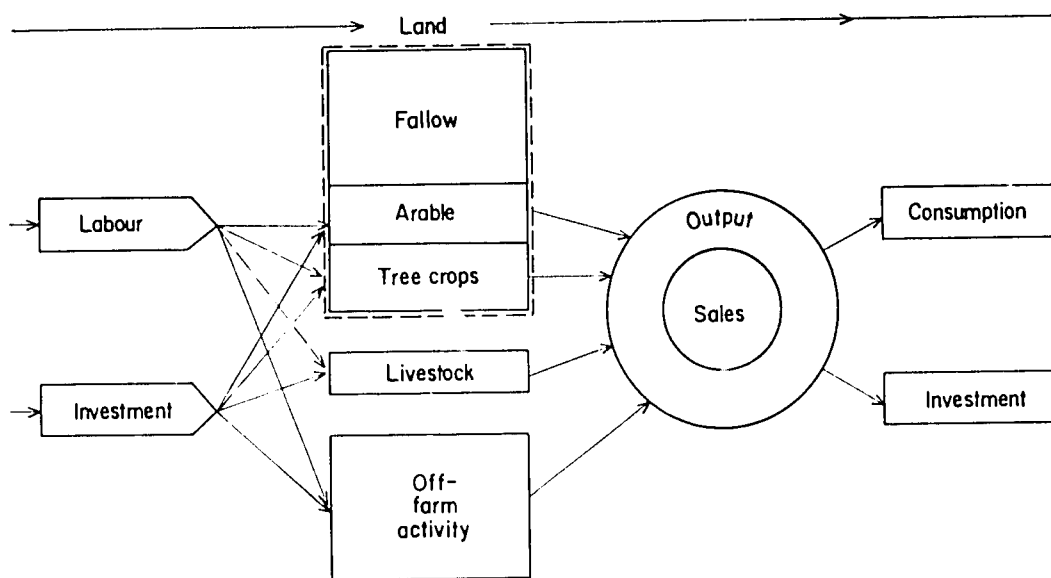 Land
Fallow
Labour
Arable
Tree crops
Output
Sales
Consumption
Livestock
Investment
Investment
Off-
farm
activity